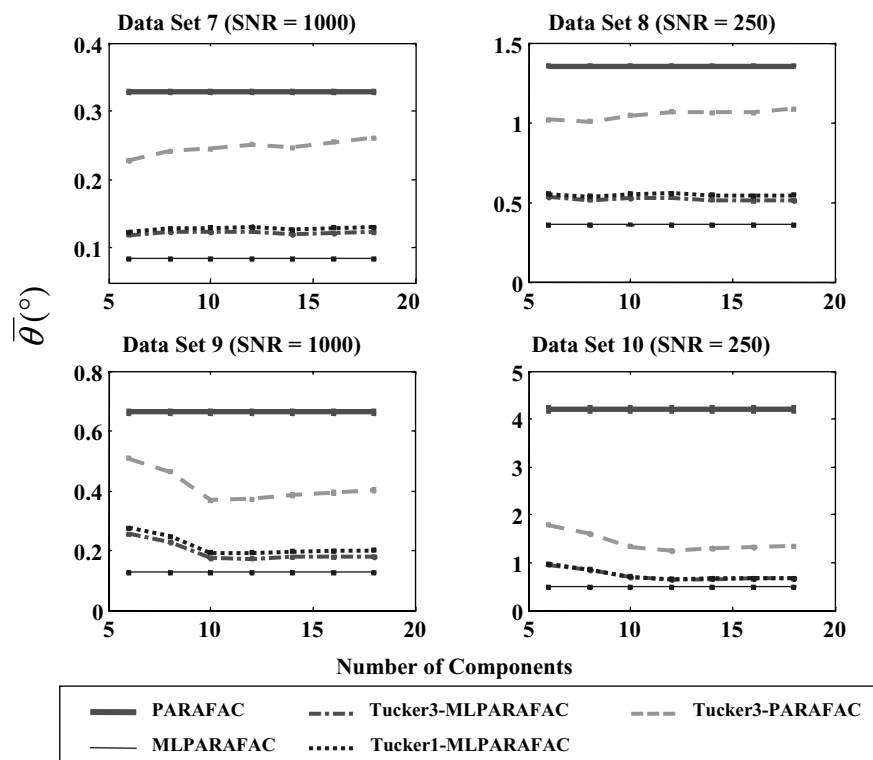 Data Set 7 (SNR = 1000)
0.4
0.3
0.2
0.1
5 10 15 20
Data Set 8 (SNR = 250)
1.5
1
0.5
0
5 10 15 20
θ̅(°)
Data Set 9 (SNR = 1000)
0.8
0.6
0.4
0.2
0
5 10 15 20
Data Set 10 (SNR = 250)
5
4
3
2
1
0
5 10 15 20
Number of Components
PARAFAC Tucker3-MLPARAFAC Tucker3-PARAFAC
MLPARAFAC Tucker1-MLPARAFAC